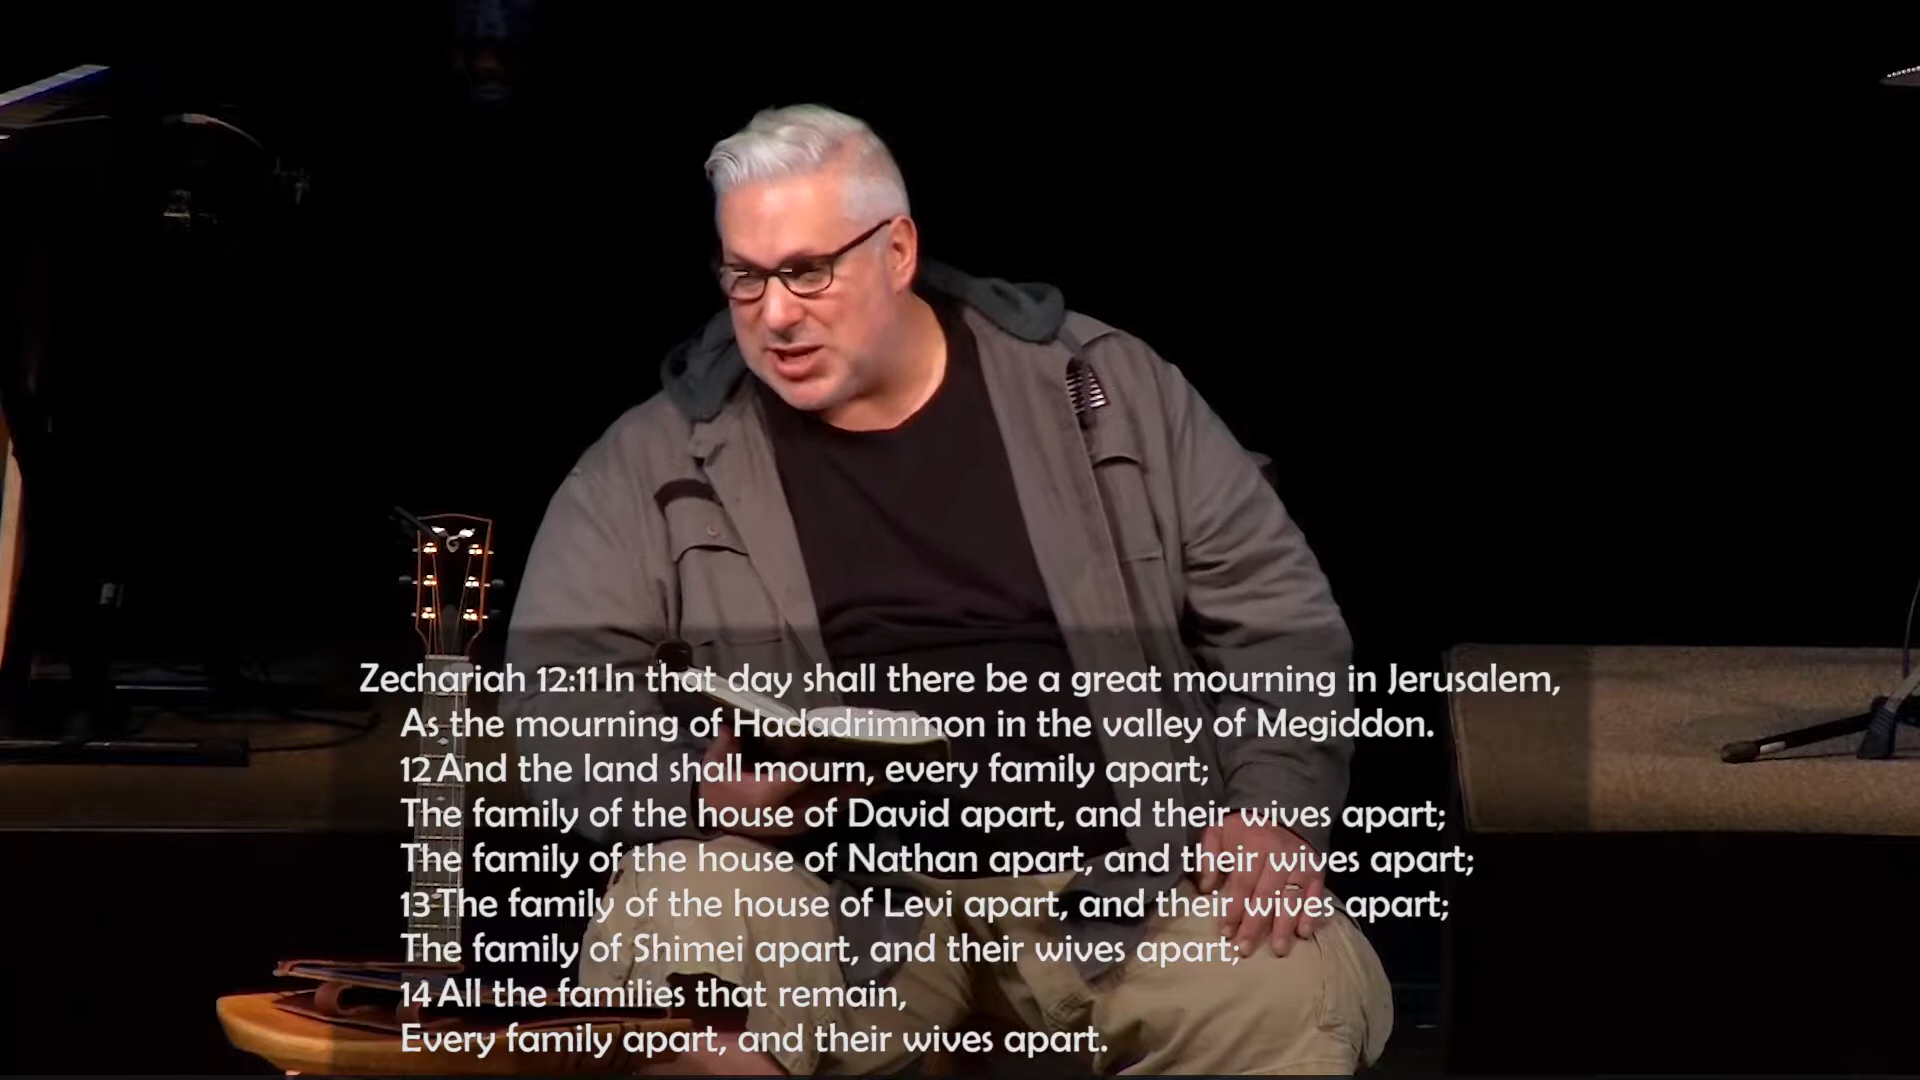 Zechariah 12:11 In that day shall there be a great mourning in Jerusalem,
As the mourning of Hadadrimmon in the valley of Megiddon.
12 And the land shall mourn, every family apart;
The family of the house of David apart, and their wives apart;
The family of the house of Nathan apart, and their wives apart;
13 The family of the house of Levi apart, and their wives apart;
The family of Shimei apart, and their wives apart;
14 All the families that remain,
Every family apart, and their wives apart.